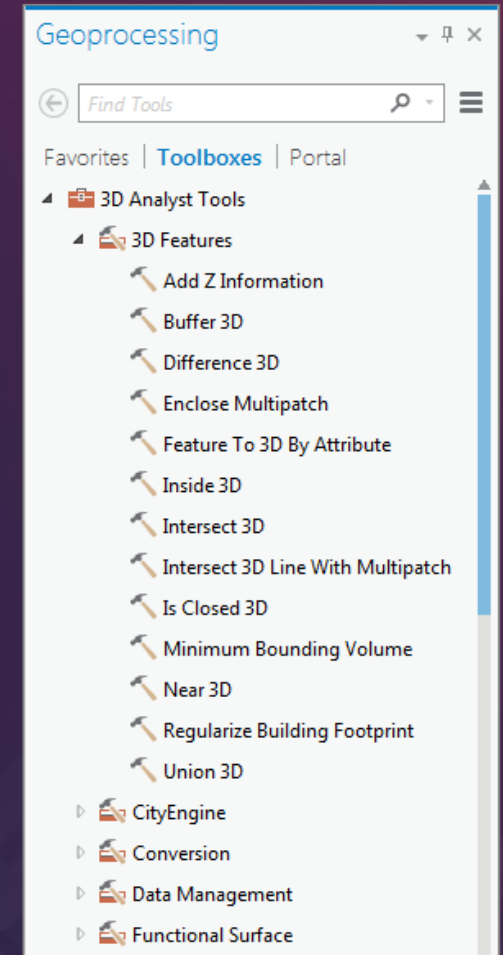 Geoprocessing
Find Tools
Favorites | Toolboxes | Portal
3D Analyst Tools
3D Features
Add Z Information
Buffer 3D
Difference 3D
Enclose Multipatch
Feature To 3D By Attribute
Inside 3D
Intersect 3D
Intersect 3D Line With Multipatch
Is Closed 3D
Minimum Bounding Volume
Near 3D
Regularize Building Footprint
Union 3D
CityEngine
Conversion
Data Management
Functional Surface